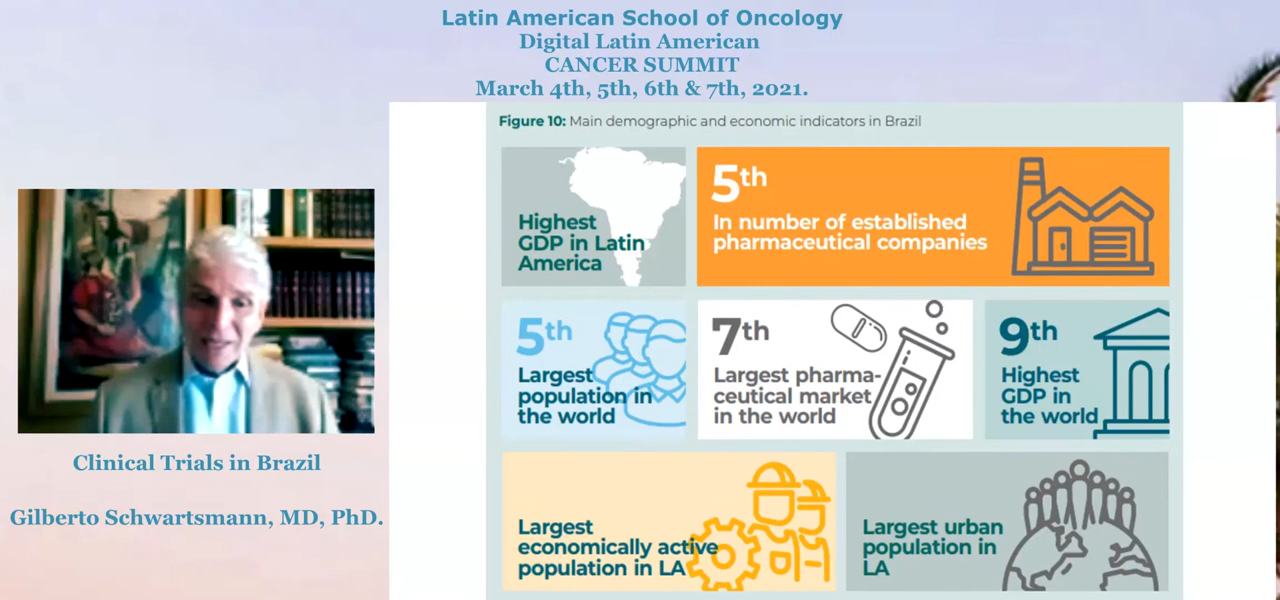 Latin American School of Oncology
Digital Latin American
CANCER SUMMIT
March 4th, 5th, 6th & 7th, 2021.
Figure 10: Main demographic and economic indicators in Brazil
Highest
GDP in Latin
America
5th
In number of established
pharmaceutical companies
5th
Largest
population in
the world
7th
Largest pharma-
ceutical market
in the world
9th
Highest
GDP in
the world
Largest
economically active
population in LA
Largest urban
population in
LA
Clinical Trials in Brazil
Gilberto Schwartsmann, MD, PhD.